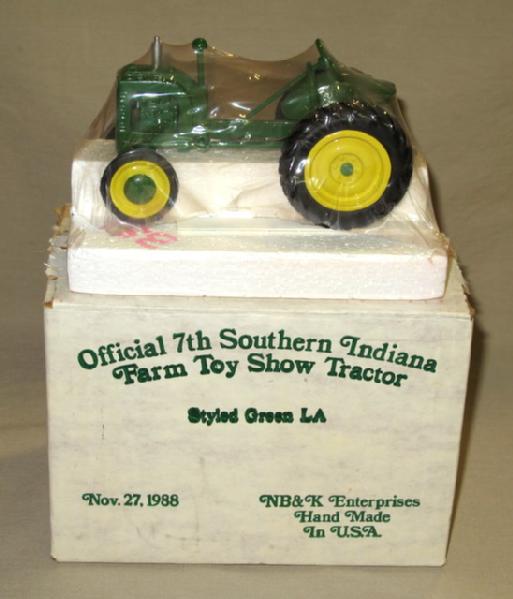 Official 7th Southern Indiana
Farm Toy Show Tractor
Styled Green LA
Nov. 27, 1988
NB&K Enterprises
Hand Made
In U.S.A.